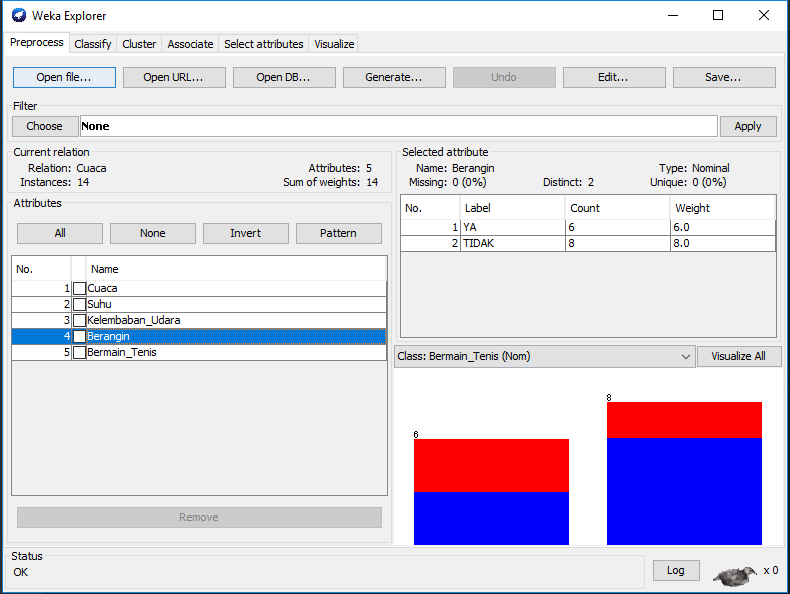 Weka Explorer
Preprocess Classify Cluster Associate Select attributes Visualize
Open file... Open URL... Open DB... Generate... Undo Edit... Save...
Filter
Choose None Apply
Current relation
Relation: Cuaca Attributes: 5
Instances: 14 Sum of weights: 14
Attributes
All None Invert Pattern
No. Name
1 Cuaca
2 Suhu
3 Kelembaban_Udara
4 Berangin
5 Bermain_Tenis
Remove
Selected attribute
Name: Berangin Type: Nominal
Missing: 0 (0%) Distinct: 2 Unique: 0 (0%)
No. Label Count Weight
1 YA 6 6.0
2 TIDAK 8 8.0
Class: Bermain_Tenis (Nom) Visualize All
6
8
Status
OK
Log x 0